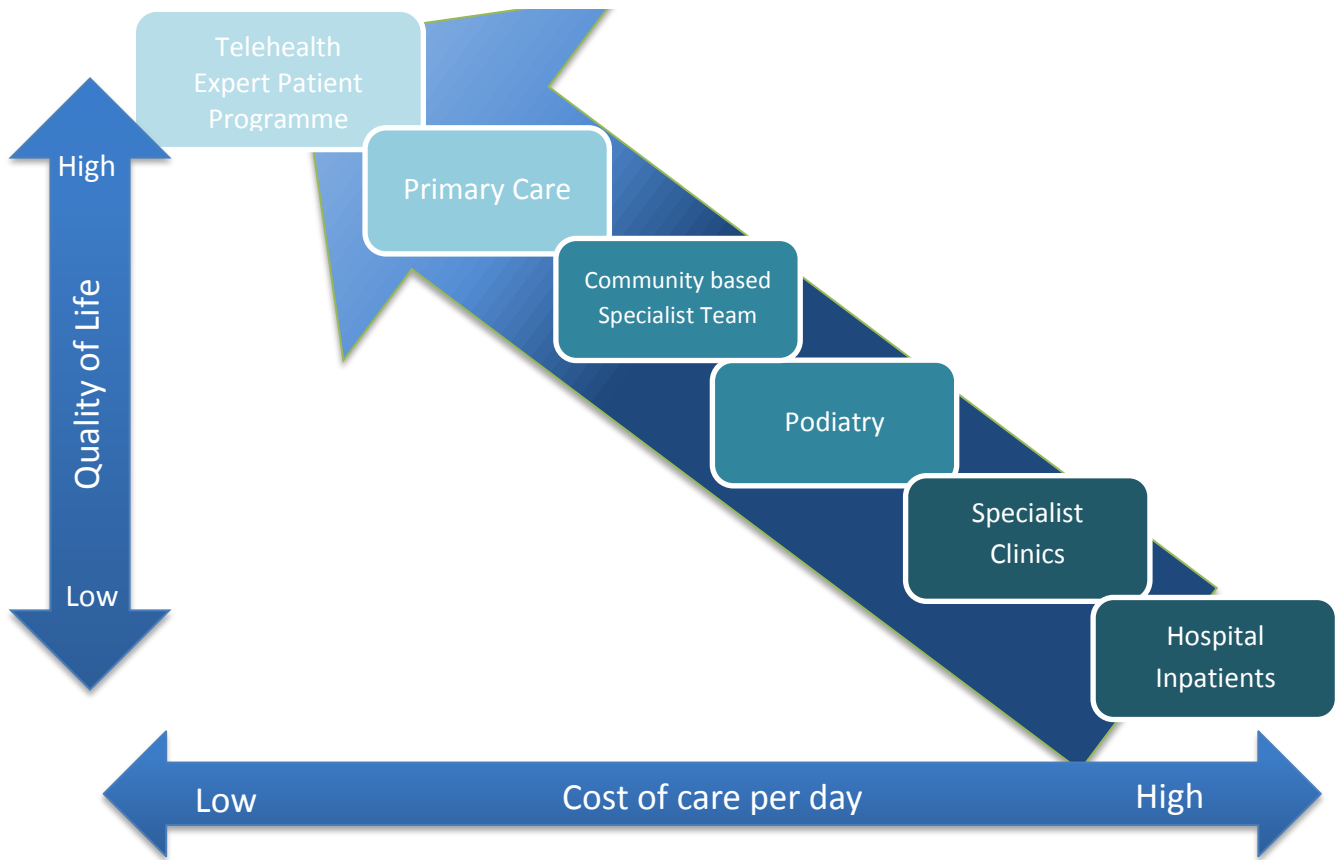 Telehealth
Expert Patient
Programme
High
Primary Care
Community based
Specialist Team
Quality of Life
Podiatry
Specialist
Clinics
Low
Hospital
Inpatients
Low
Cost of care per day
High